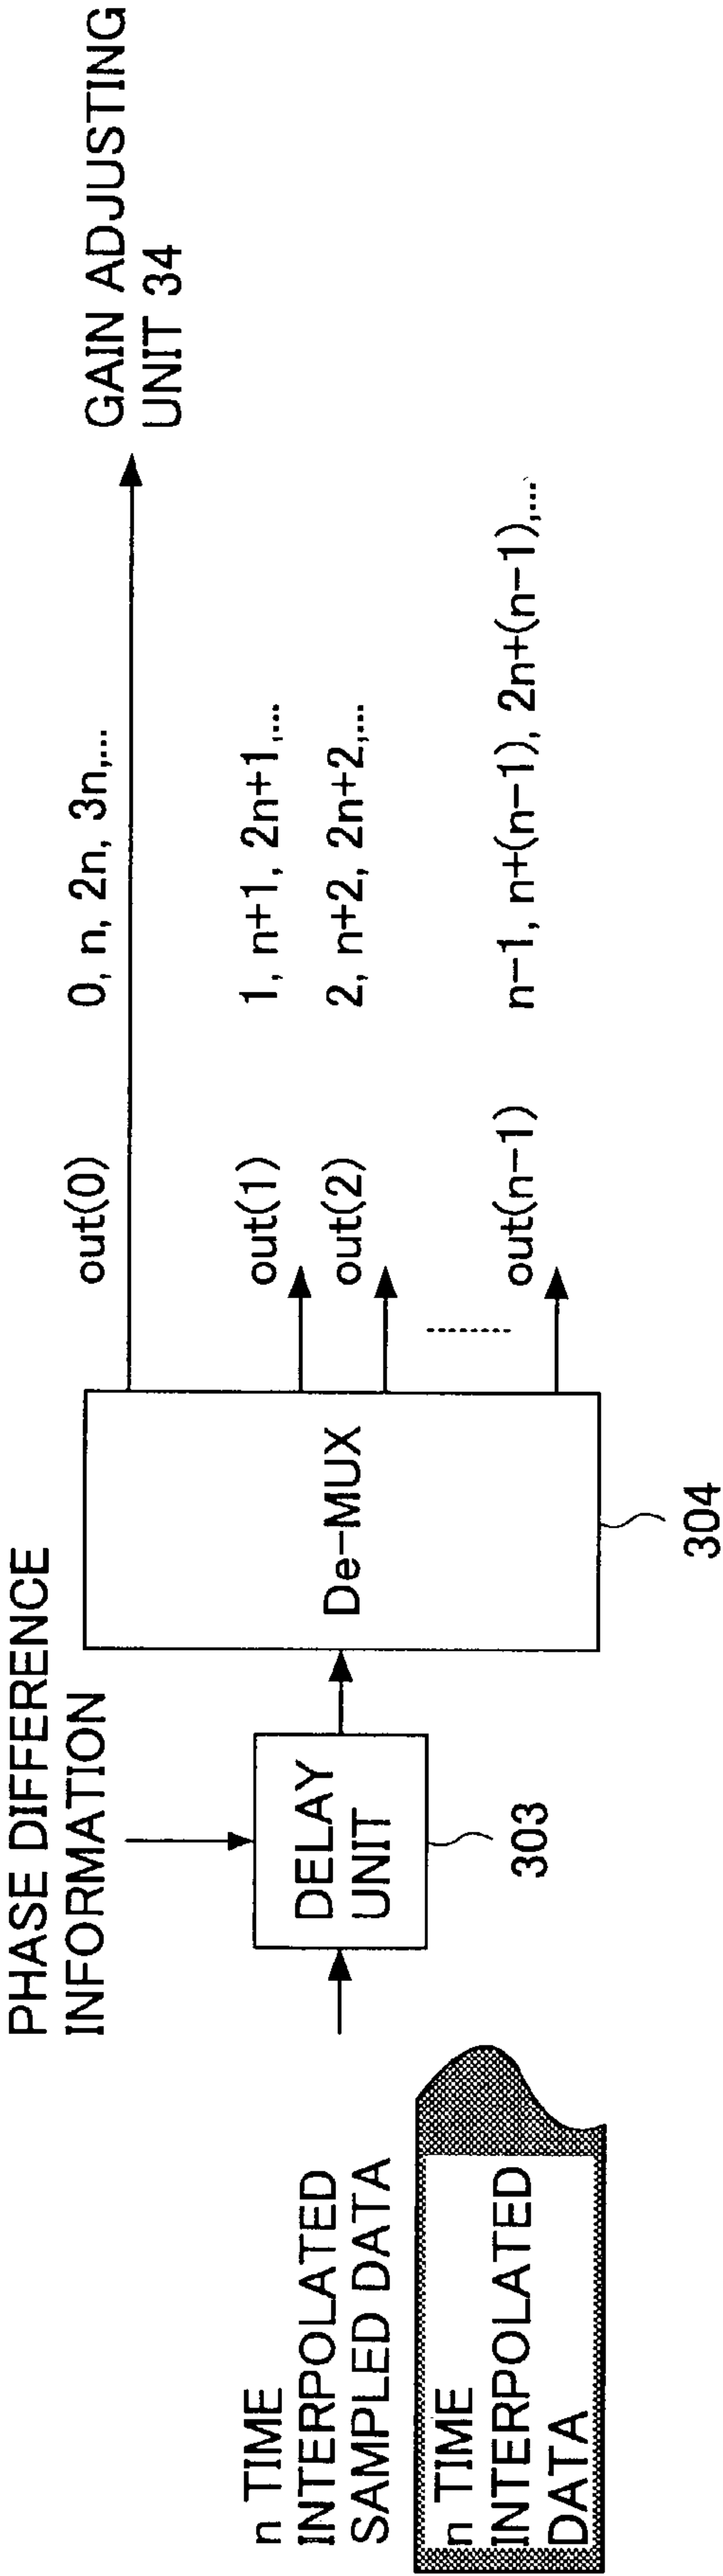 PHASE DIFFERENCE
INFORMATION
n TIME
INTERPOLATED
SAMPLED DATA
n TIME
INTERPOLATED
DATA
DELAY
UNIT
303
De-MUX
304
out(0)
0, n, 2n, 3n,...
GAIN ADJUSTING
UNIT 34
out(1)
1, n+1, 2n+1,...
out(2)
2, n+2, 2n+2,...
out(n-1)
n-1, n+(n-1), 2n+(n-1),...